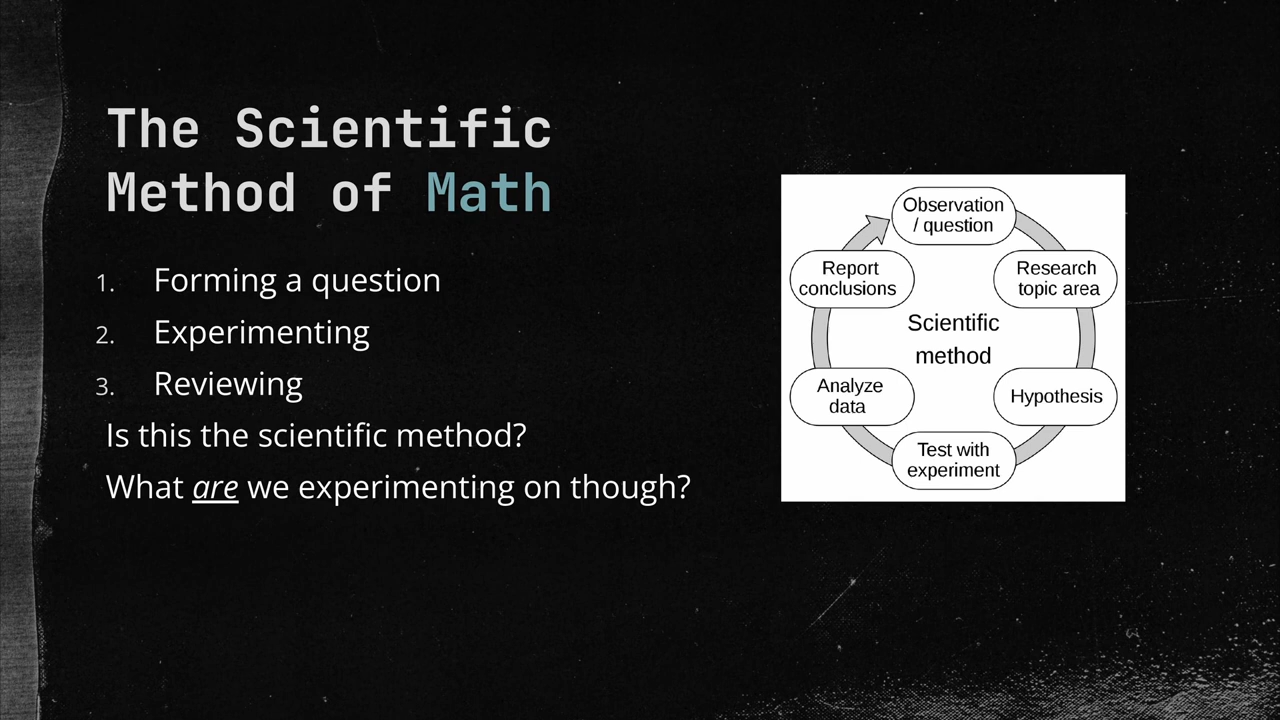 The Scientific
Method of Math
1. Forming a question
2. Experimenting
3. Reviewing
Is this the scientific method?
What are we experimenting on though?
Observation
/ question
Research
topic area
Hypothesis
Test with
experiment
Analyze
data
Report
conclusions
Scientific
method